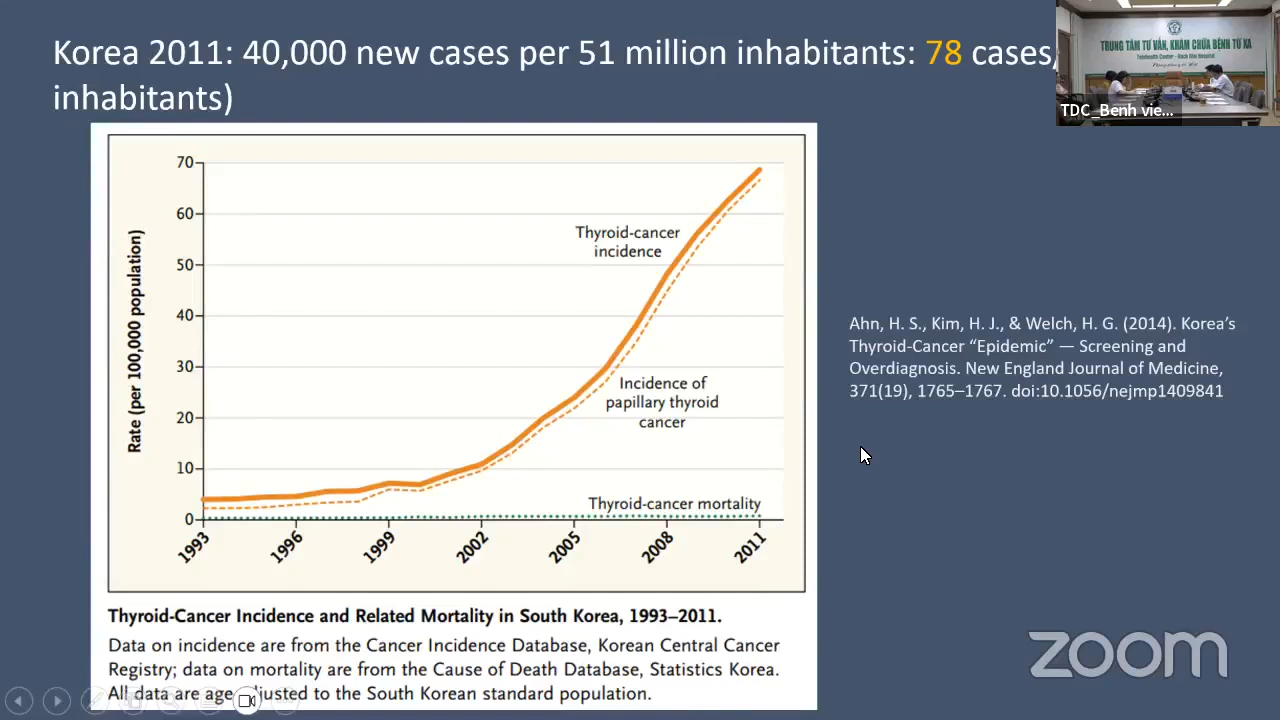 Korea 2011: 40,000 new cases per 51 million inhabitants: 78 cases/
inhabitants)
TRUNG TÂM TƯ VẤN, KHÁM CHỮA BỆNH TỪ XA
Telehealth Center - Bach Mai Hospital
TDC_Benh vie...
70
60
50
40
30
20
10
0
Rate (per 100,000 population)
Thyroid-cancer
incidence
Incidence of
papillary thyroid
cancer
Thyroid-cancer mortality
1993
1996
1999
2002
2005
2008
2011
Thyroid-Cancer Incidence and Related Mortality in South Korea, 1993–2011.
Data on incidence are from the Cancer Incidence Database, Korean Central Cancer
Registry; data on mortality are from the Cause of Death Database, Statistics Korea.
All data are age djusted to the South Korean standard population.
Ahn, H. S., Kim, H. J., & Welch, H. G. (2014). Korea’s
Thyroid-Cancer “Epidemic” — Screening and
Overdiagnosis. New England Journal of Medicine,
371(19), 1765–1767. doi:10.1056/nejmp1409841
zoom